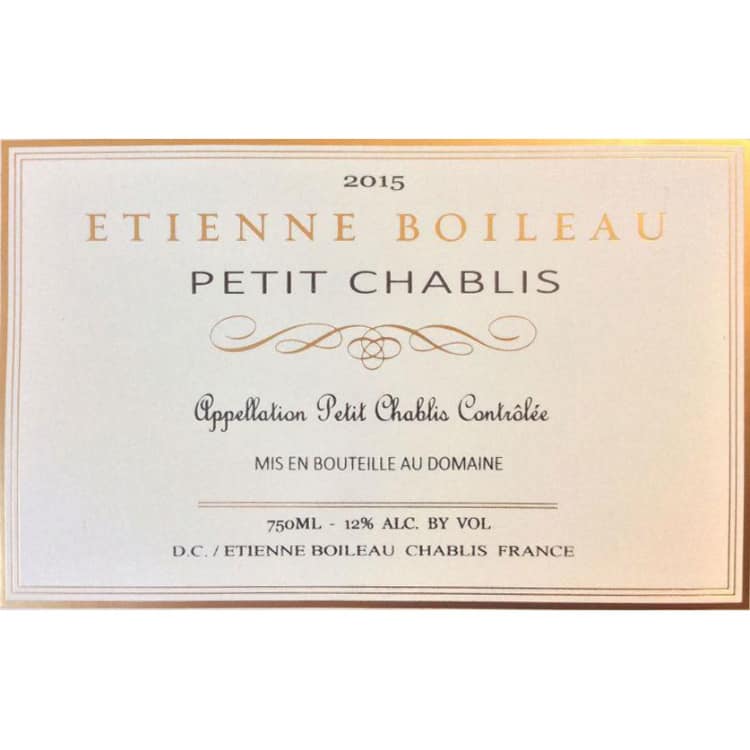 2015
ETIENNE BOILEAU
PETIT CHABLIS
Appellation Petit Chablis Contrôlée
MIS EN BOUTEILLE AU DOMAINE
750ML - 12% ALC. BY VOL
D.C. / ETIENNE BOILEAU CHABLIS FRANCE